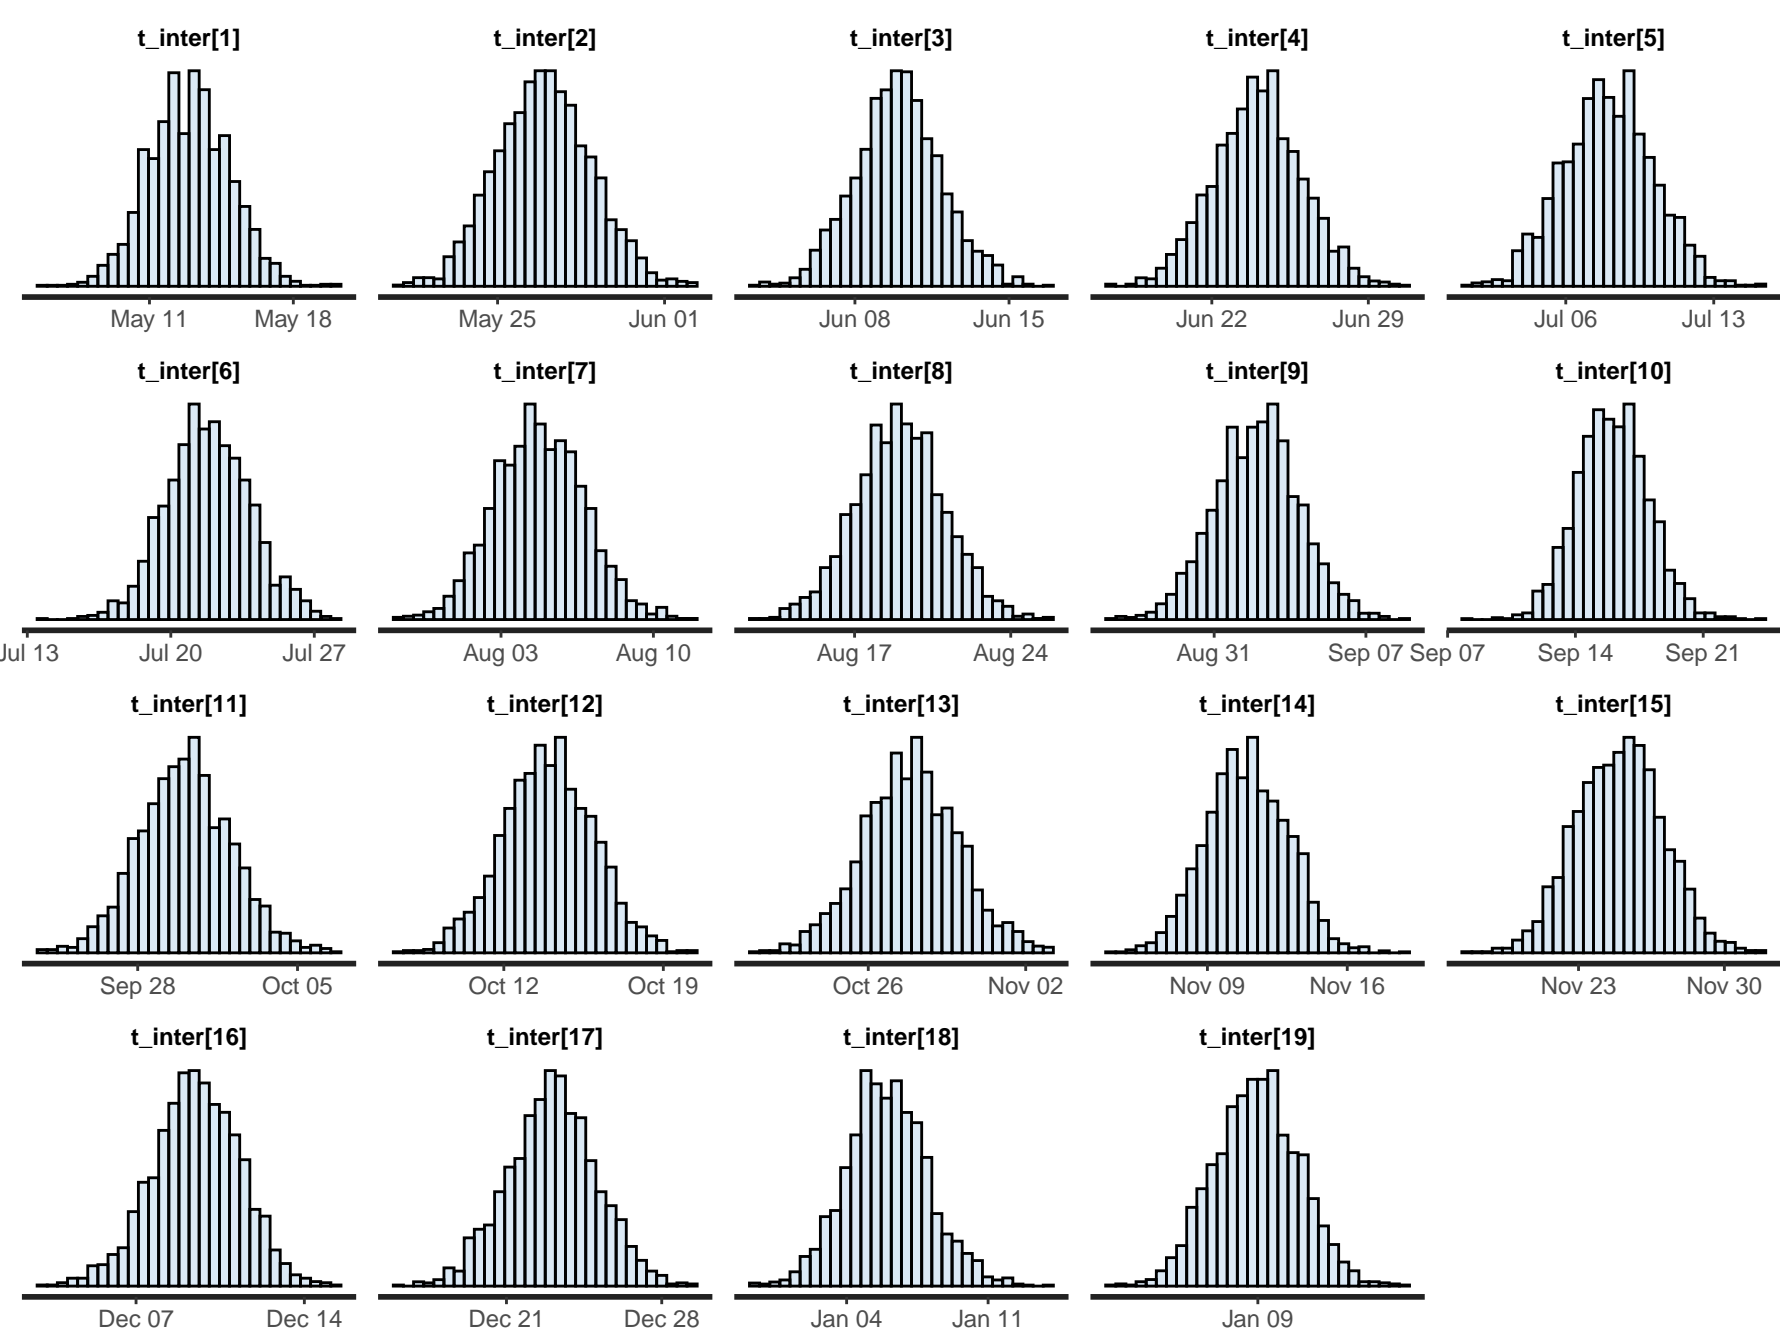 t_inter[1] t_inter[2] t_inter[3] t_inter[4] t_inter[5]
May 11 May 18 May 25 Jun 01 Jun 08 Jun 15 Jun 22 Jun 29 Jul 06 Jul 13
t_inter[6] t_inter[7] t_inter[8] t_inter[9] t_inter[10]
Jul 13 Jul 20 Jul 27 Aug 03 Aug 10 Aug 17 Aug 24 Aug 31 Sep 07 Sep 07 Sep 14 Sep 21
t_inter[11] t_inter[12] t_inter[13] t_inter[14] t_inter[15]
Sep 28 Oct 05 Oct 12 Oct 19 Oct 26 Nov 02 Nov 09 Nov 16 Nov 23 Nov 30
t_inter[16] t_inter[17] t_inter[18] t_inter[19]
Dec 07 Dec 14 Dec 21 Dec 28 Jan 04 Jan 11 Jan 09